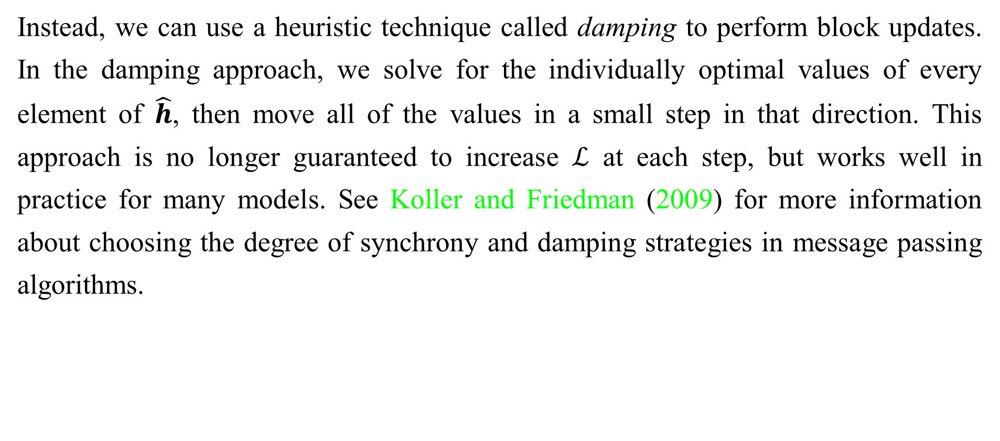 Instead, we can use a heuristic technique called damping to perform block updates.
In the damping approach, we solve for the individually optimal values of every
element of ĥ, then move all of the values in a small step in that direction. This
approach is no longer guaranteed to increase ℒ at each step, but works well in
practice for many models. See Koller and Friedman (2009) for more information
about choosing the degree of synchrony and damping strategies in message passing
algorithms.